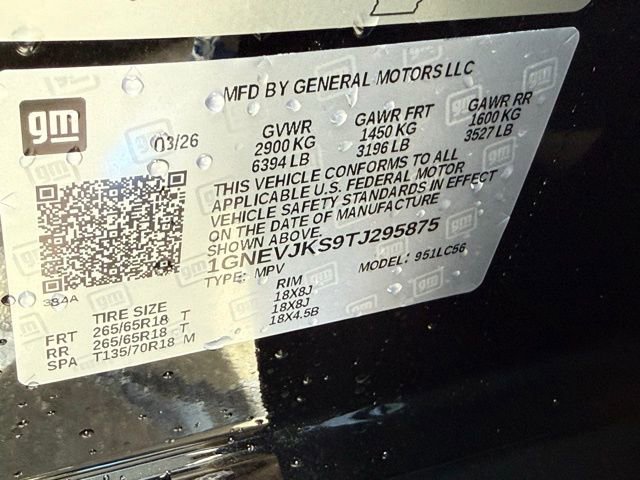 MFD BY GENERAL MOTORS LLC
gm
03/26
GVWR
2900 KG
6394 LB
GAWR FRT
1450 KG
3196 LB
GAWR RR
1600 KG
3527 LB
THIS VEHICLE CONFORMS TO ALL
APPLICABLE U.S. FEDERAL MOTOR
VEHICLE SAFETY STANDARDS IN EFFECT
ON THE DATE OF MANUFACTURE
SHOWN ABOVE.
1GNEVJKS9TJ295875
TYPE: MPV
MODEL: 951LC56
384A
TIRE SIZE
RIM
FRT 265/65R18 T 18X8J
RR 265/65R18 T 18X8J
SPA T135/70R18 M 18X4.5B